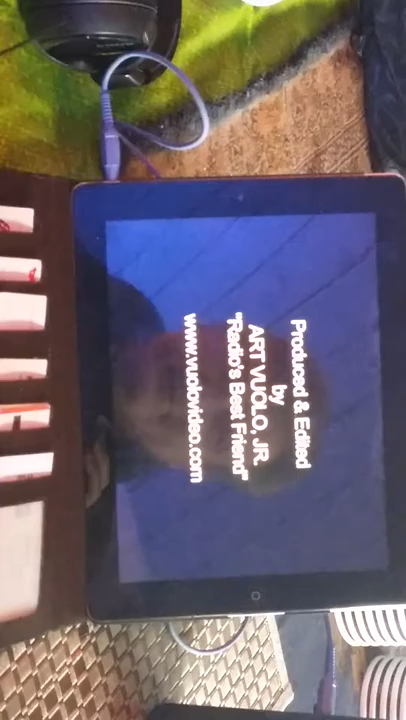 Produced & Edited
by
ART VUOLO, JR.
"Radio's Best Friend"
www.vuolovideo.com